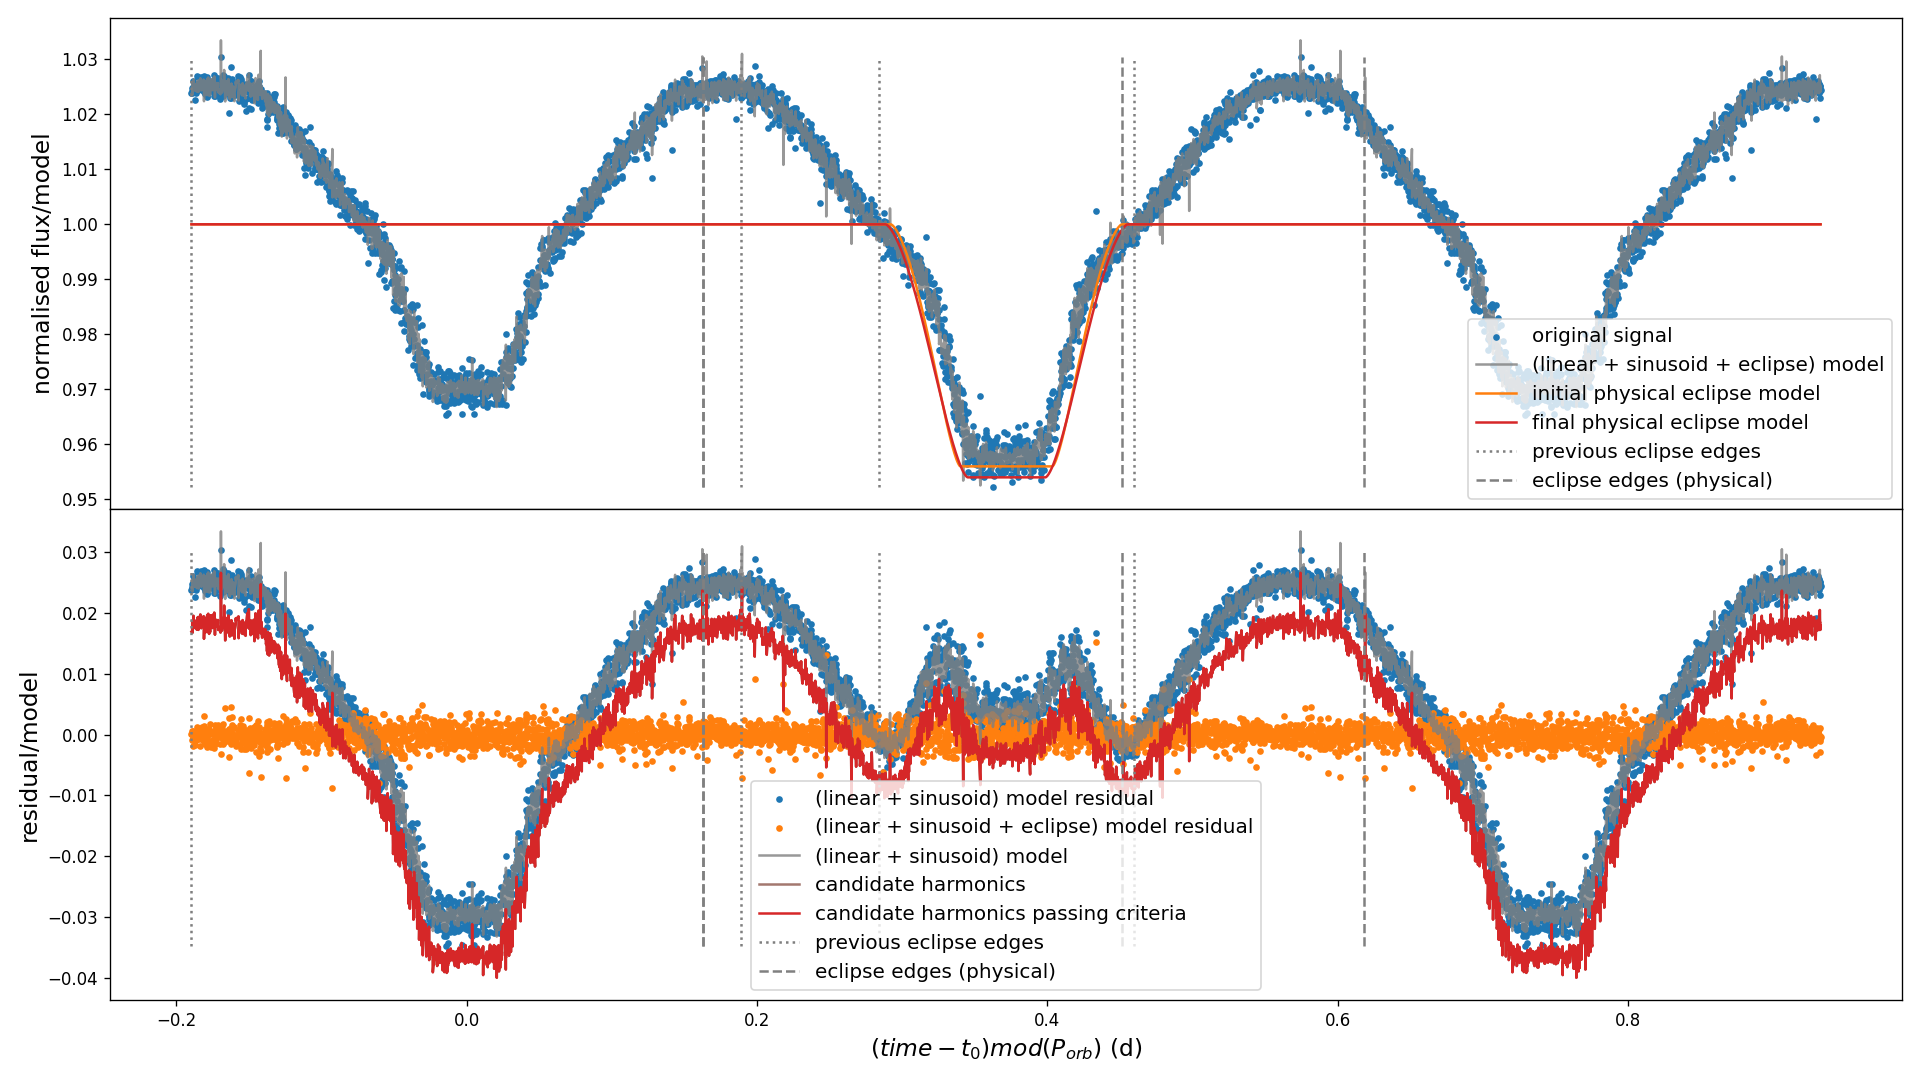 normalised flux/model
1.03
1.02
1.01
1.00
0.99
0.98
0.97
0.96
0.95
original signal
(linear + sinusoid + eclipse) model
initial physical eclipse model
final physical eclipse model
previous eclipse edges
eclipse edges (physical)
residual/model
0.03
0.02
0.01
0.00
−0.01
−0.02
−0.03
−0.04
(linear + sinusoid) model residual
(linear + sinusoid + eclipse) model residual
(linear + sinusoid) model
candidate harmonics
candidate harmonics passing criteria
previous eclipse edges
eclipse edges (physical)
−0.2 0.0 0.2 0.4 0.6 0.8
(time − t₀)mod(P_orb) (d)